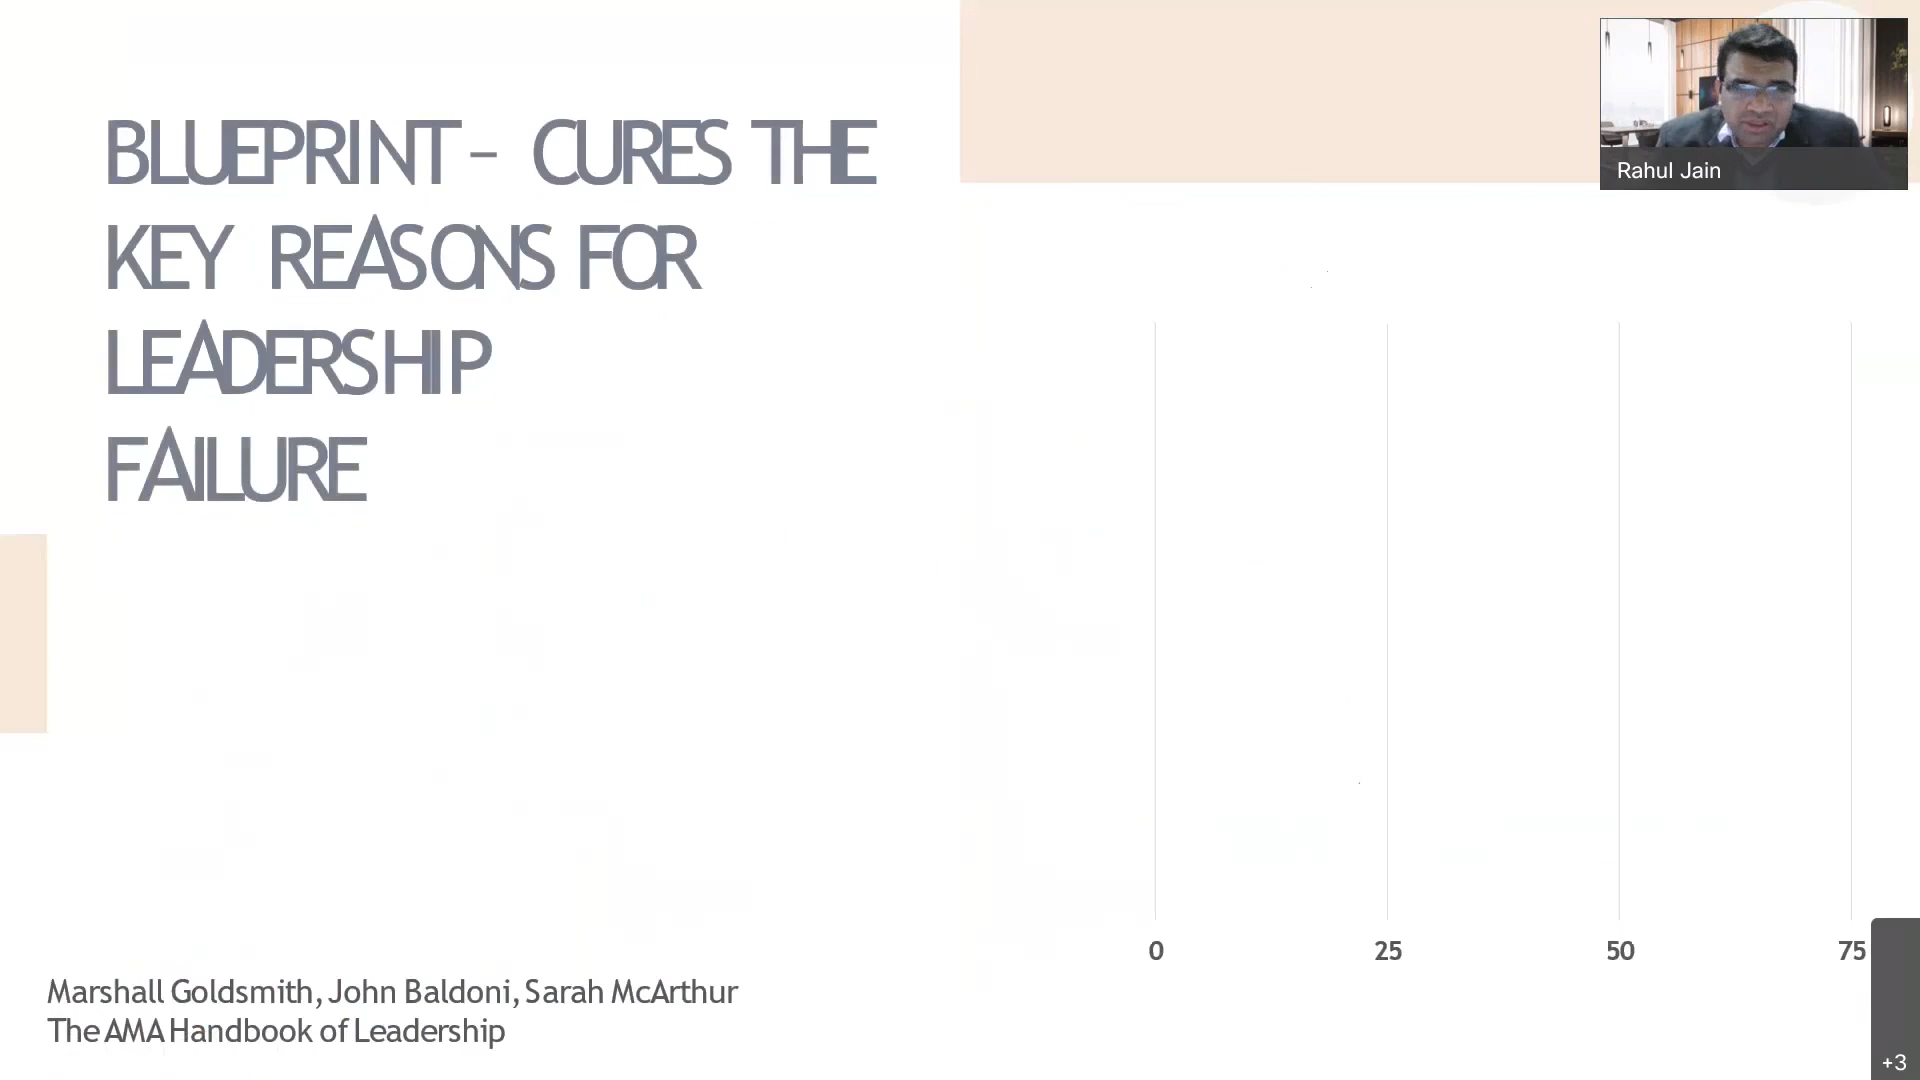 BLUEPRINT – CURES THE
KEY REASONS FOR
LEADERSHIP
FAILURE
Rahul Jain
0 25 50 75
Marshall Goldsmith, John Baldoni, Sarah McArthur
The AMA Handbook of Leadership
+3